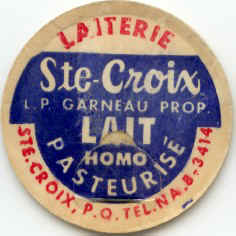 LAITERIE
Ste-Croix
L.P. GARNEAU PROP.
LAIT
HOMO
PASTEURISÉ
STE-CROIX, P.Q. TEL. NA. 8-3414